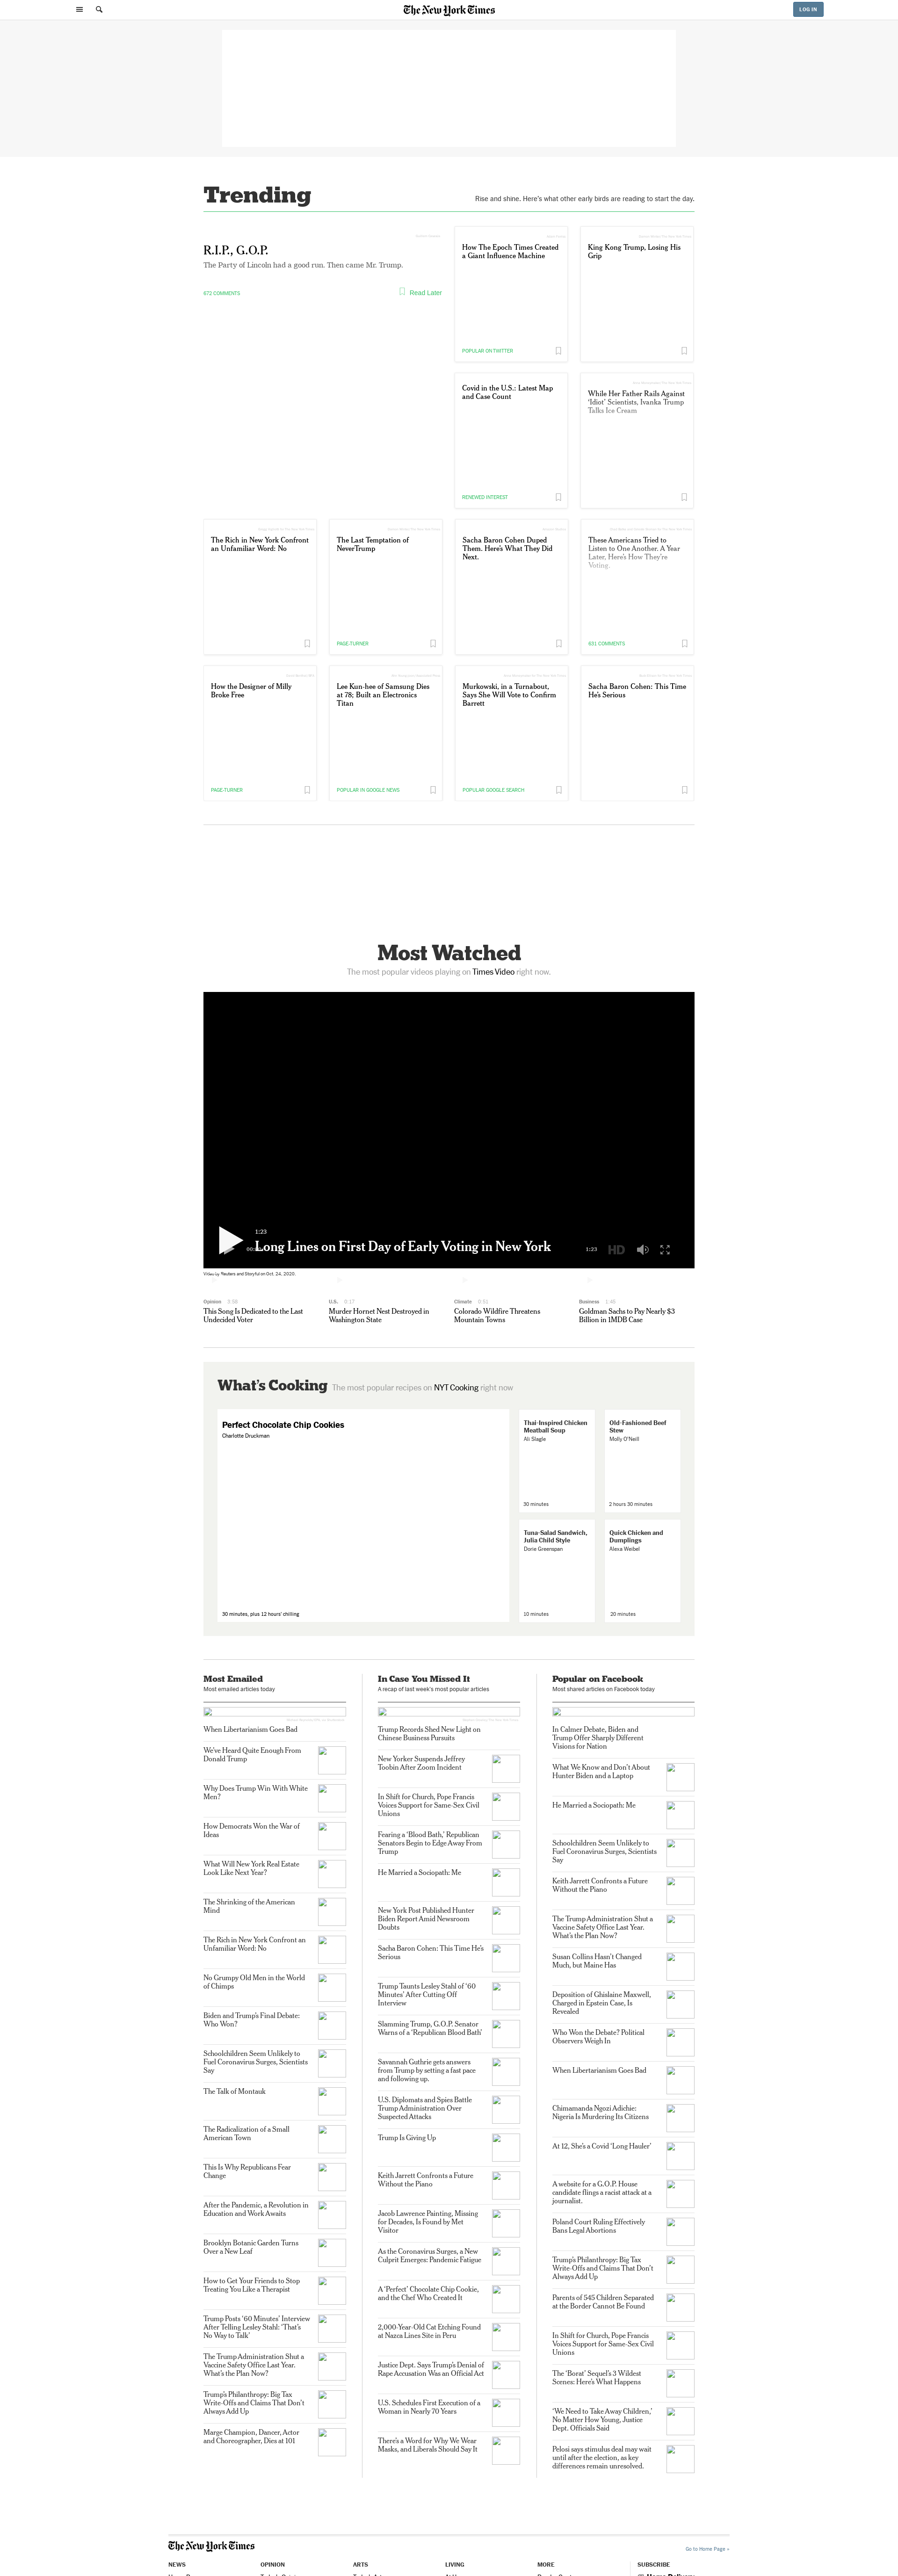 The New York Times
LOG IN
Trending
Rise and shine. Here's what other early birds are reading to start the day.
R.I.P., G.O.P.
The Party of Lincoln had a good run. Then came Mr. Trump.
672 COMMENTS
Read Later
How The Epoch Times Created
a Giant Influence Machine
POPULAR ON TWITTER
King Kong Trump, Losing His
Grip
Covid in the U.S.: Latest Map
and Case Count
RENEWED INTEREST
While Her Father Rails Against
'Idiot' Scientists, Ivanka Trump
Talks Ice Cream
The Rich in New York Confront
an Unfamiliar Word: No
The Last Temptation of
NeverTrump
PAGE-TURNER
Sacha Baron Cohen Duped
Them. Here's What They Did
Next.
These Americans Tried to
Listen to One Another. A Year
Later, Here's How They're
Voting.
631 COMMENTS
How the Designer of Milly
Broke Free
PAGE-TURNER
Lee Kun-hee of Samsung Dies
at 78; Built an Electronics
Titan
POPULAR IN GOOGLE NEWS
Murkowski, in a Turnabout,
Says She Will Vote to Confirm
Barrett
POPULAR GOOGLE SEARCH
Sacha Baron Cohen: This Time
He's Serious
Most Watched
The most popular videos playing on Times Video right now.
1:23
Long Lines on First Day of Early Voting in New York
1:23
HD
Video by Reuters and Storyful on Oct. 24, 2020.
Opinion
This Song Is Dedicated to the Last
Undecided Voter
U.S. 0:17
Murder Hornet Nest Destroyed in
Washington State
Climate 0:51
Colorado Wildfire Threatens
Mountain Towns
Business 1:45
Goldman Sachs to Pay Nearly $3
Billion in 1MDB Case
What's Cooking The most popular recipes on NYT Cooking right now
Perfect Chocolate Chip Cookies
Charlotte Druckman
30 minutes, plus 12 hours' chilling
Thai-Inspired Chicken
Meatball Soup
Ali Slagle
30 minutes
Old-Fashioned Beef
Stew
Molly O'Neill
2 hours 30 minutes
Tuna-Salad Sandwich,
Julia Child Style
Dorie Greenspan
10 minutes
Quick Chicken and
Dumplings
Alexa Weibel
20 minutes
Most Emailed
Most emailed articles today
When Libertarianism Goes Bad
We've Heard Quite Enough From
Donald Trump
Why Does Trump Win With White
Men?
How Democrats Won the War of
Ideas
What Will New York Real Estate
Look Like Next Year?
The Shrinking of the American
Mind
The Rich in New York Confront an
Unfamiliar Word: No
No Grumpy Old Men in the World
of Chimps
Biden and Trump's Final Debate:
Who Won?
Schoolchildren Seem Unlikely to
Fuel Coronavirus Surges, Scientists
Say
The Talk of Montauk
The Radicalization of a Small
American Town
This Is Why Republicans Fear
Change
After the Pandemic, a Revolution in
Education and Work Awaits
Brooklyn Botanic Garden Turns
Over a New Leaf
How to Get Your Friends to Stop
Treating You Like a Therapist
Trump Posts '60 Minutes' Interview
After Telling Lesley Stahl: 'That's
No Way to Talk'
The Trump Administration Shut a
Vaccine Safety Office Last Year.
What's the Plan Now?
Trump's Philanthropy: Big Tax
Write-Offs and Claims That Don't
Always Add Up
Marge Champion, Dancer, Actor
and Choreographer, Dies at 101
In Case You Missed It
A recap of last week's most popular articles
Trump Records Shed New Light on
Chinese Business Pursuits
New Yorker Suspends Jeffrey
Toobin After Zoom Incident
In Shift for Church, Pope Francis
Voices Support for Same-Sex Civil
Unions
Fearing a 'Blood Bath,' Republican
Senators Begin to Edge Away From
Trump
He Married a Sociopath: Me
New York Post Published Hunter
Biden Report Amid Newsroom
Doubts
Sacha Baron Cohen: This Time He's
Serious
Trump Taunts Lesley Stahl of '60
Minutes' After Cutting Off
Interview
Slamming Trump, G.O.P. Senator
Warns of a 'Republican Blood Bath'
Savannah Guthrie gets answers
from Trump by setting a fast pace
and following up.
U.S. Diplomats and Spies Battle
Trump Administration Over
Suspected Attacks
Trump Is Giving Up
Keith Jarrett Confronts a Future
Without the Piano
Jacob Lawrence Painting, Missing
for Decades, Is Found by Met
Visitor
As the Coronavirus Surges, a New
Culprit Emerges: Pandemic Fatigue
A 'Perfect' Chocolate Chip Cookie,
and the Chef Who Created It
2,000-Year-Old Cat Etching Found
at Nazca Lines Site in Peru
Justice Dept. Says Trump's Denial of
Rape Accusation Was an Official Act
U.S. Schedules First Execution of a
Woman in Nearly 70 Years
There's a Word for Why We Wear
Masks, and Liberals Should Say It
Popular on Facebook
Most shared articles on Facebook today
In Calmer Debate, Biden and
Trump Offer Sharply Different
Visions for Nation
What We Know and Don't About
Hunter Biden and a Laptop
He Married a Sociopath: Me
Schoolchildren Seem Unlikely to
Fuel Coronavirus Surges, Scientists
Say
Keith Jarrett Confronts a Future
Without the Piano
The Trump Administration Shut a
Vaccine Safety Office Last Year.
What's the Plan Now?
Susan Collins Hasn't Changed
Much, but Maine Has
Deposition of Ghislaine Maxwell,
Charged in Epstein Case, Is
Revealed
Who Won the Debate? Political
Observers Weigh In
When Libertarianism Goes Bad
Chimamanda Ngozi Adichie:
Nigeria Is Murdering Its Citizens
At 12, She's a Covid 'Long Hauler'
A website for a G.O.P. House
candidate flings a racist attack at a
journalist.
Poland Court Ruling Effectively
Bans Legal Abortions
Trump's Philanthropy: Big Tax
Write-Offs and Claims That Don't
Always Add Up
Parents of 545 Children Separated
at the Border Cannot Be Found
In Shift for Church, Pope Francis
Voices Support for Same-Sex Civil
Unions
The 'Borat' Sequel's 3 Wildest
Scenes: Here's What Happens
'We Need to Take Away Children,'
No Matter How Young, Justice
Dept. Officials Said
Pelosi says stimulus deal may wait
until after the election, as key
differences remain unresolved.
The New York Times
Go to Home Page »
NEWS
OPINION
ARTS
LIVING
MORE
SUBSCRIBE